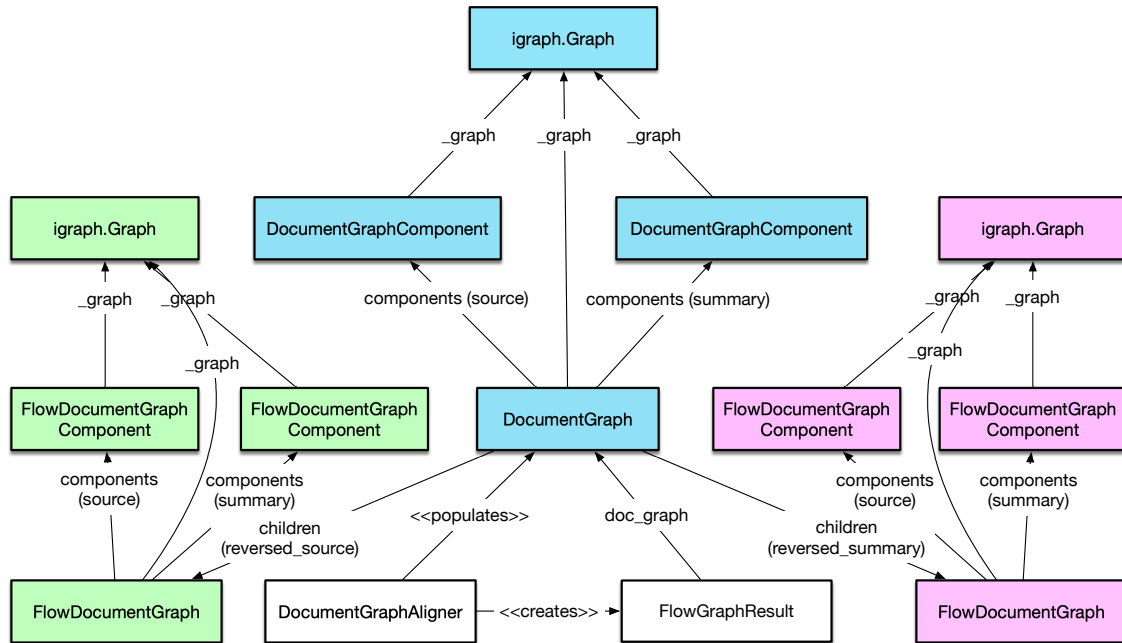 igraph.Graph
_graph
_graph
_graph
igraph.Graph
DocumentGraphComponent
DocumentGraphComponent
igraph.Graph
_graph
_graph
components (source)
components (summary)
_graph
_graph
_graph
_graph
FlowDocumentGraph
Component
FlowDocumentGraph
Component
DocumentGraph
FlowDocumentGraph
Component
FlowDocumentGraph
Component
components
(source)
components
(summary)
components
(source)
components
(summary)
<<populates>>
doc_graph
children
(reversed_source)
children
(reversed_summary)
FlowDocumentGraph
DocumentGraphAligner
<<creates>>
FlowGraphResult
FlowDocumentGraph